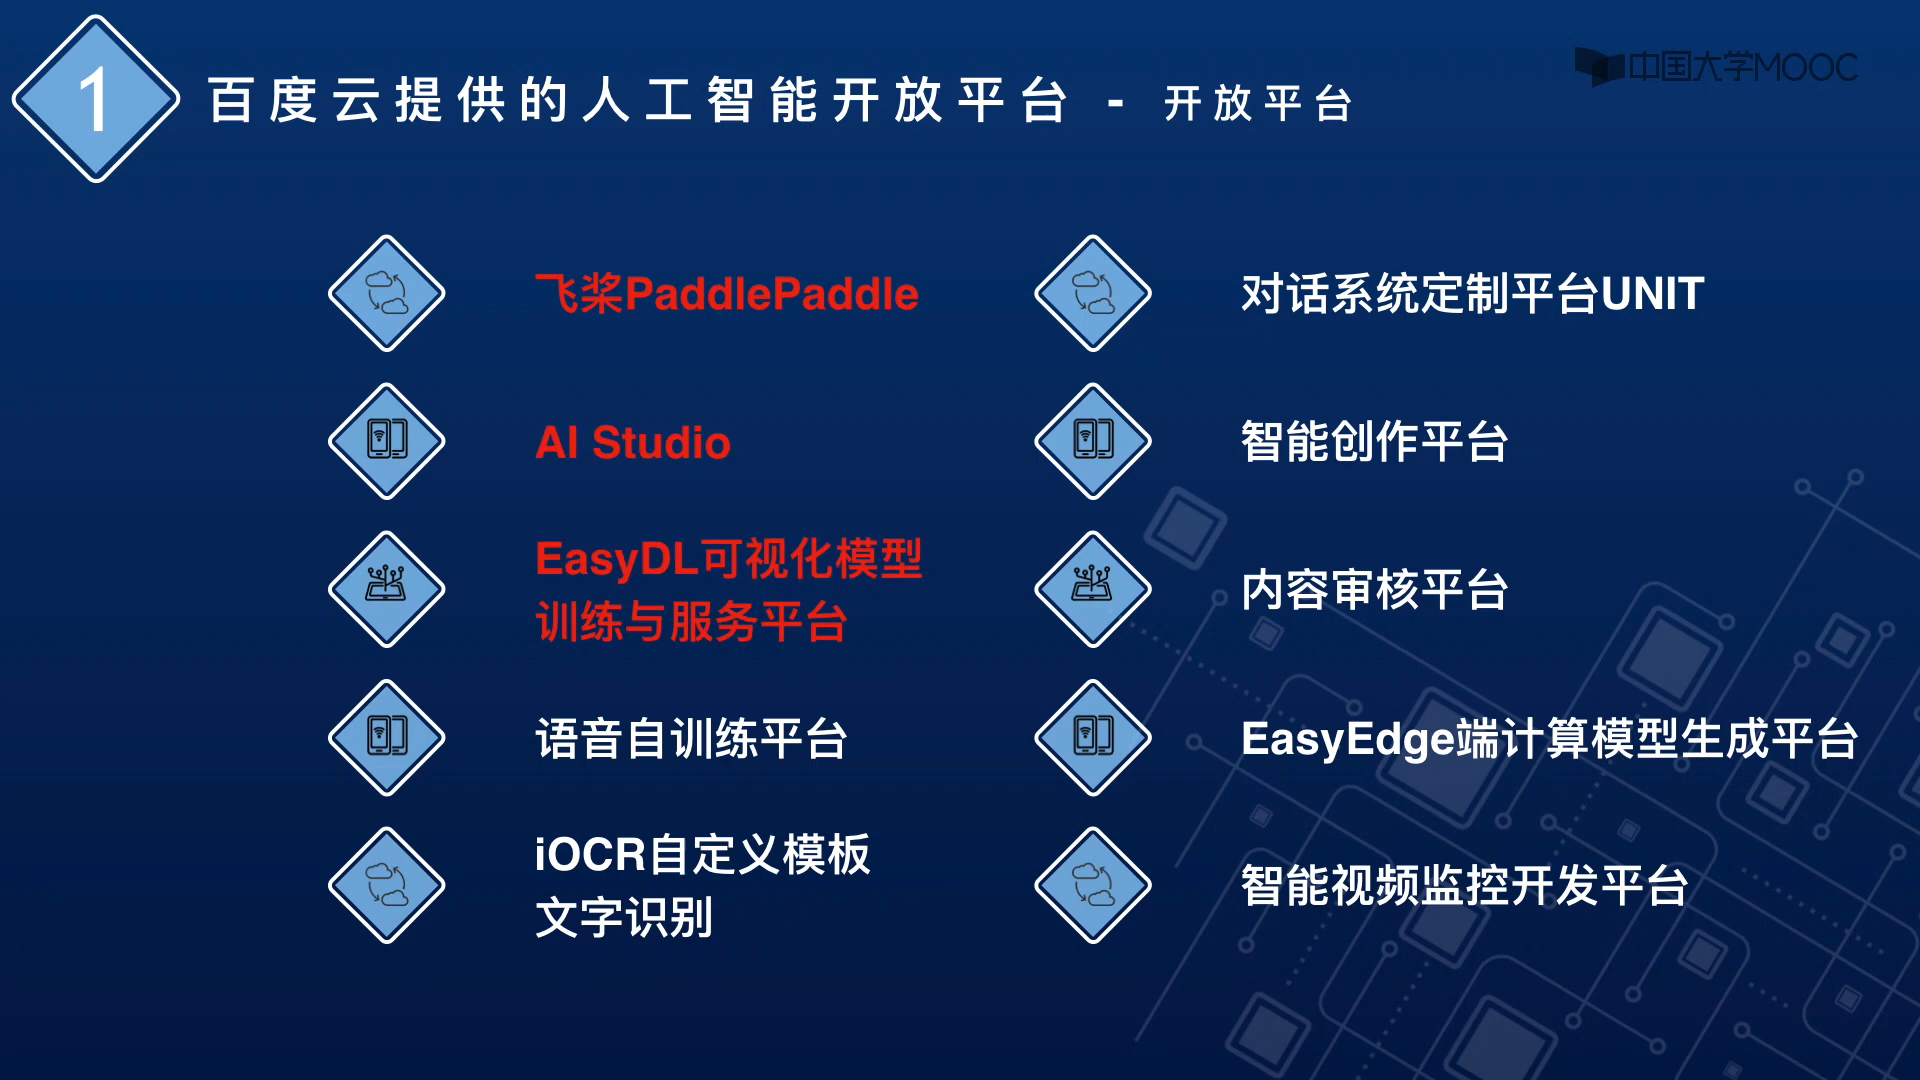 1
百度云提供的人工智能开放平台 - 开放平台
中国大学MOOC
飞桨PaddlePaddle
AI Studio
EasyDL可视化模型
训练与服务平台
语音自训练平台
iOCR自定义模板
文字识别
对话系统定制平台UNIT
智能创作平台
内容审核平台
EasyEdge端计算模型生成平台
智能视频监控开发平台